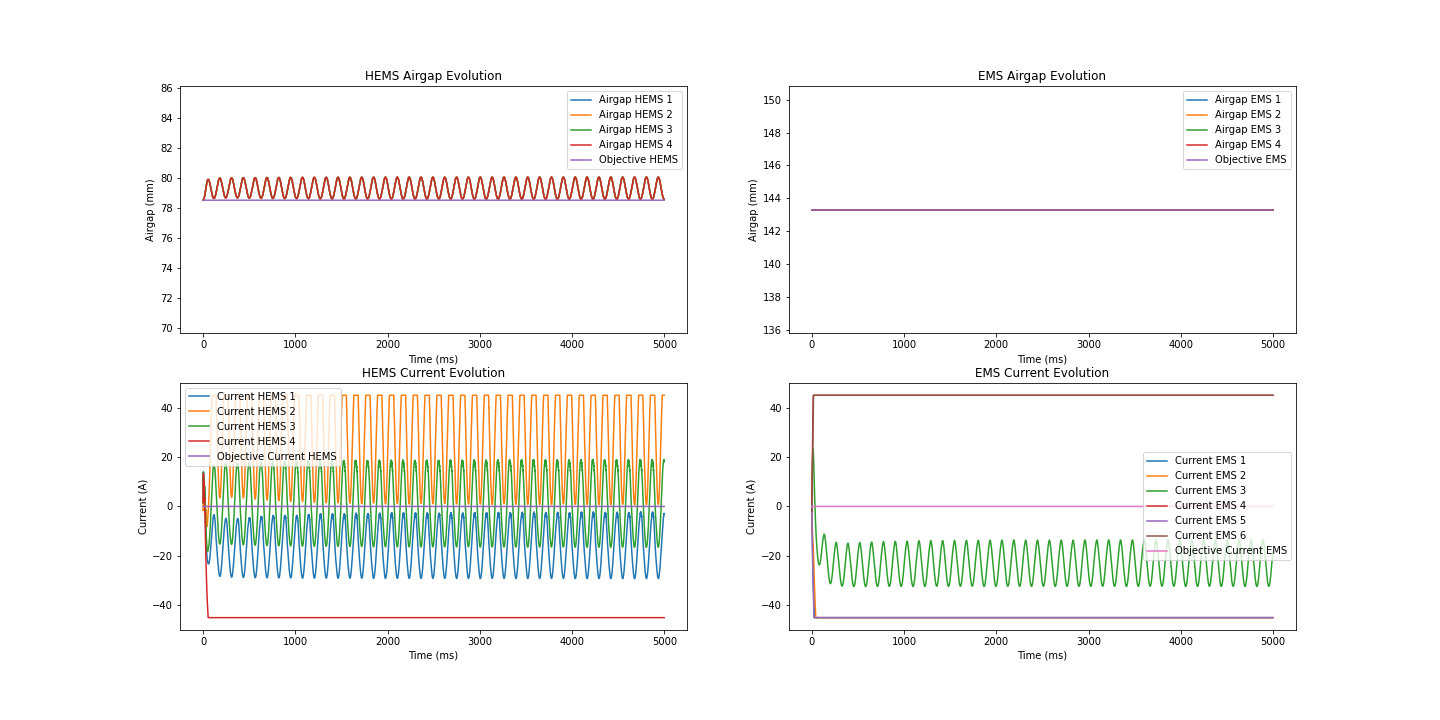 HEMS Airgap Evolution
86
84
82
80
78
76
74
72
70
Airgap (mm)
Airgap HEMS 1
Airgap HEMS 2
Airgap HEMS 3
Airgap HEMS 4
Objective HEMS
0 1000 2000 3000 4000 5000
Time (ms)
EMS Airgap Evolution
150
148
146
144
142
140
138
136
Airgap (mm)
Airgap EMS 1
Airgap EMS 2
Airgap EMS 3
Airgap EMS 4
Objective EMS
0 1000 2000 3000 4000 5000
Time (ms)
HEMS Current Evolution
40
20
0
−20
−40
Current (A)
Current HEMS 1
Current HEMS 2
Current HEMS 3
Current HEMS 4
Objective Current HEMS
0 1000 2000 3000 4000 5000
Time (ms)
EMS Current Evolution
40
20
0
−20
−40
Current (A)
Current EMS 1
Current EMS 2
Current EMS 3
Current EMS 4
Current EMS 5
Current EMS 6
Objective Current EMS
0 1000 2000 3000 4000 5000
Time (ms)